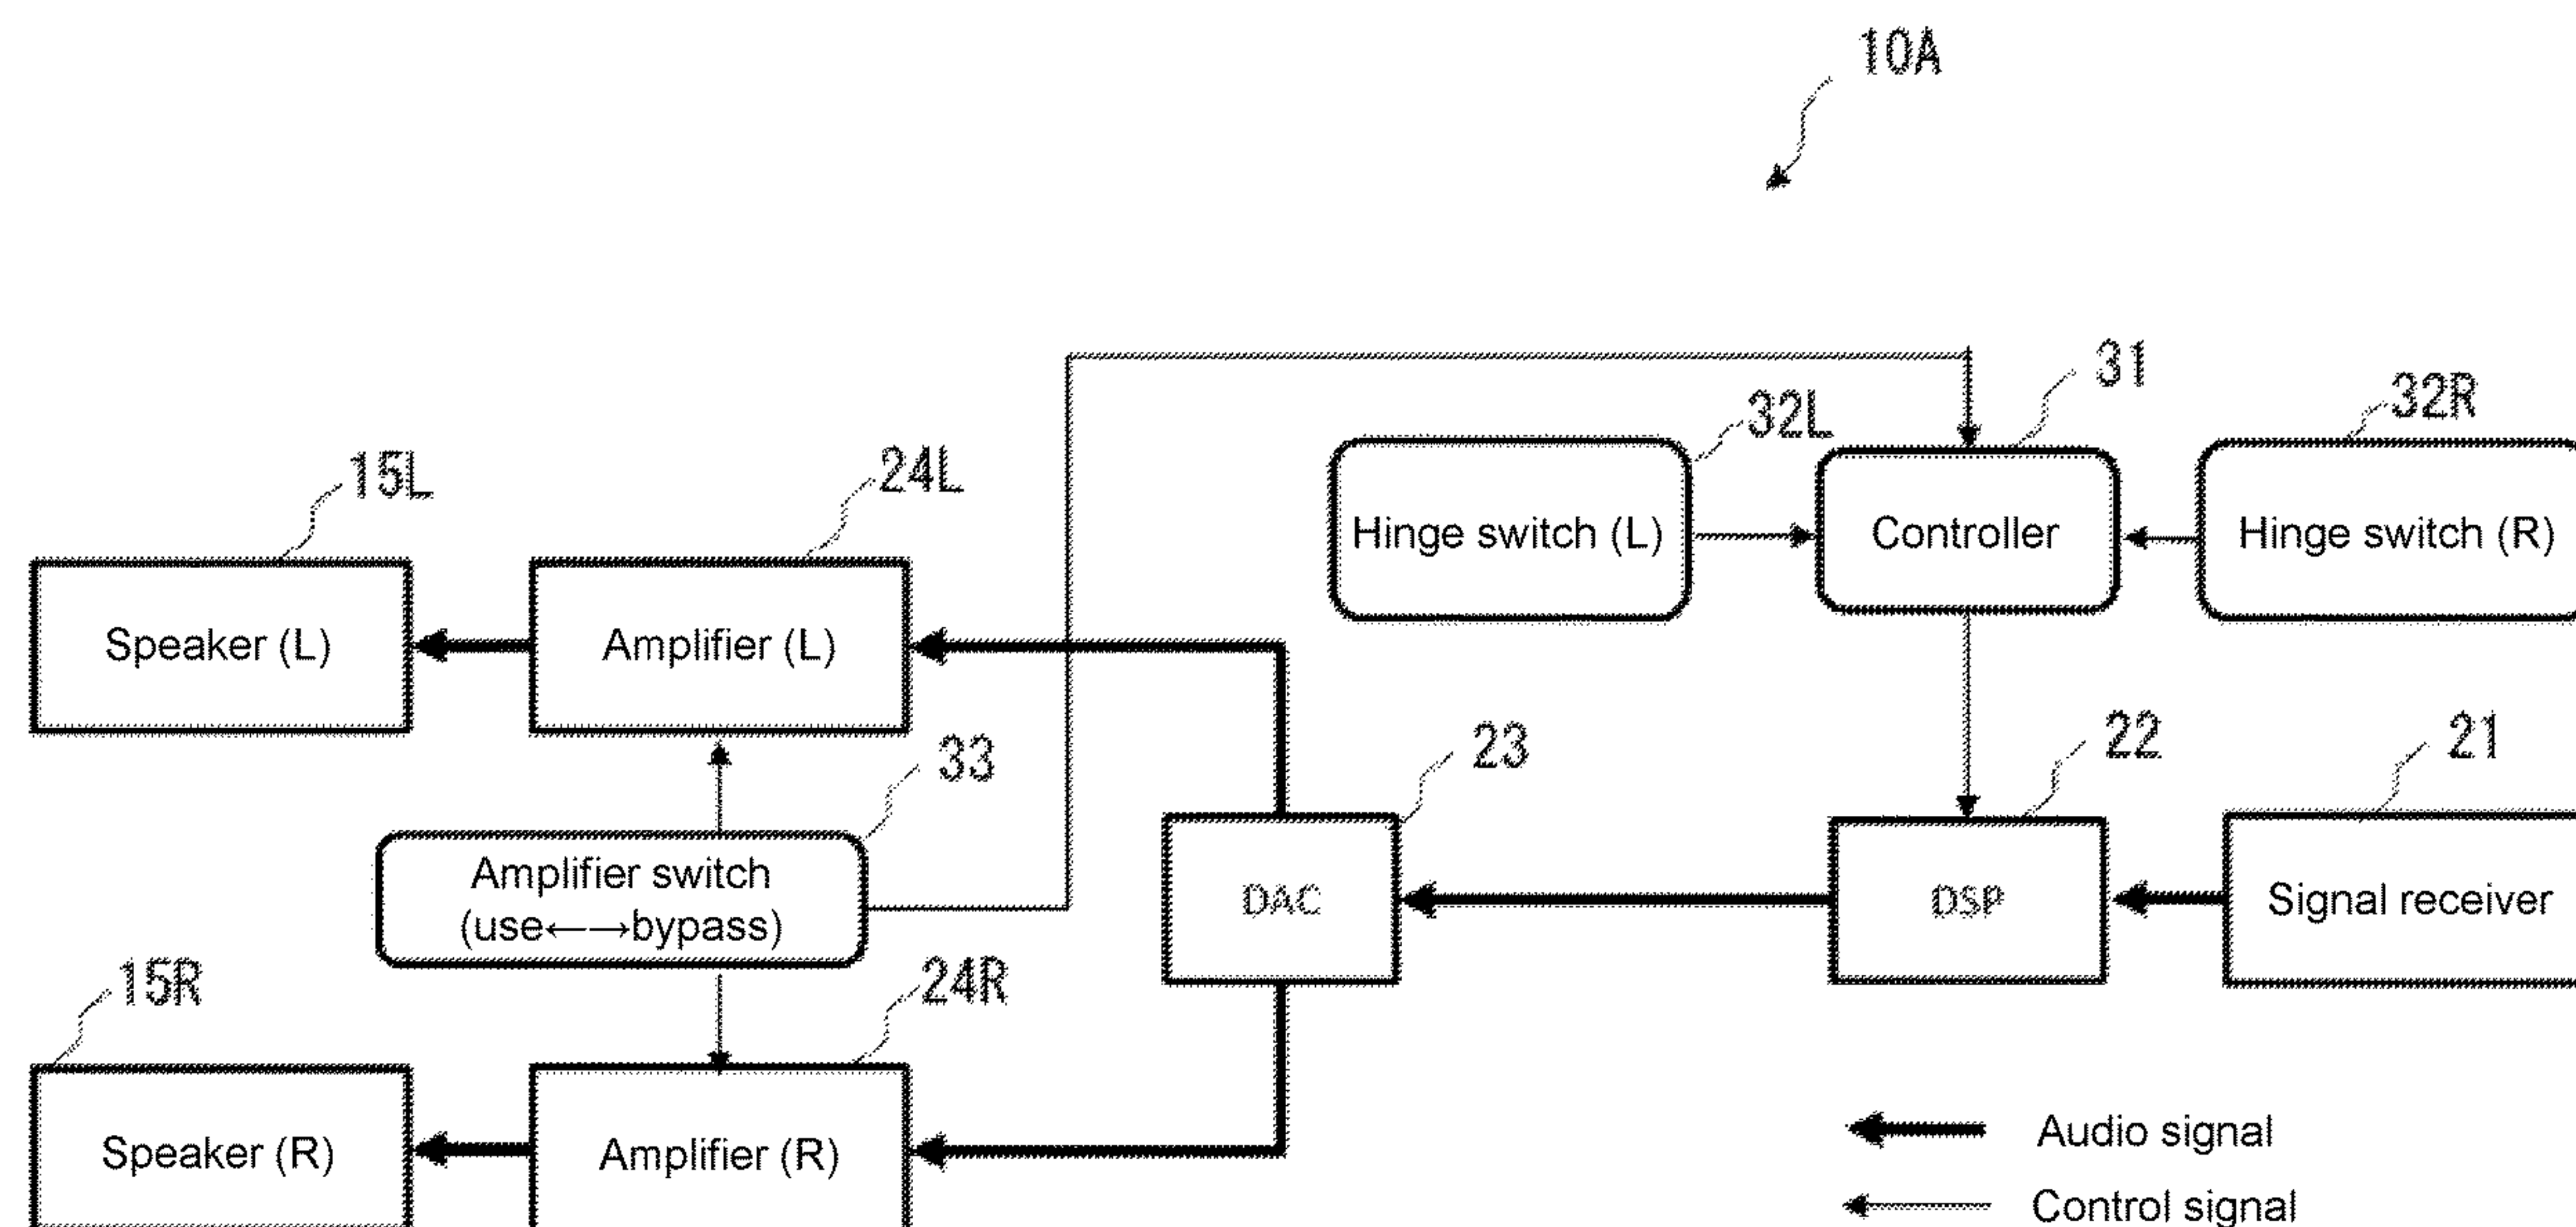 10A
31
32L
32R
15L
24L
Hinge switch (L)
Controller
Hinge switch (R)
Speaker (L)
Amplifier (L)
33
23
22
21
Amplifier switch
(use←→bypass)
DAC
DSP
Signal receiver
15R
24R
Speaker (R)
Amplifier (R)
Audio signal
Control signal